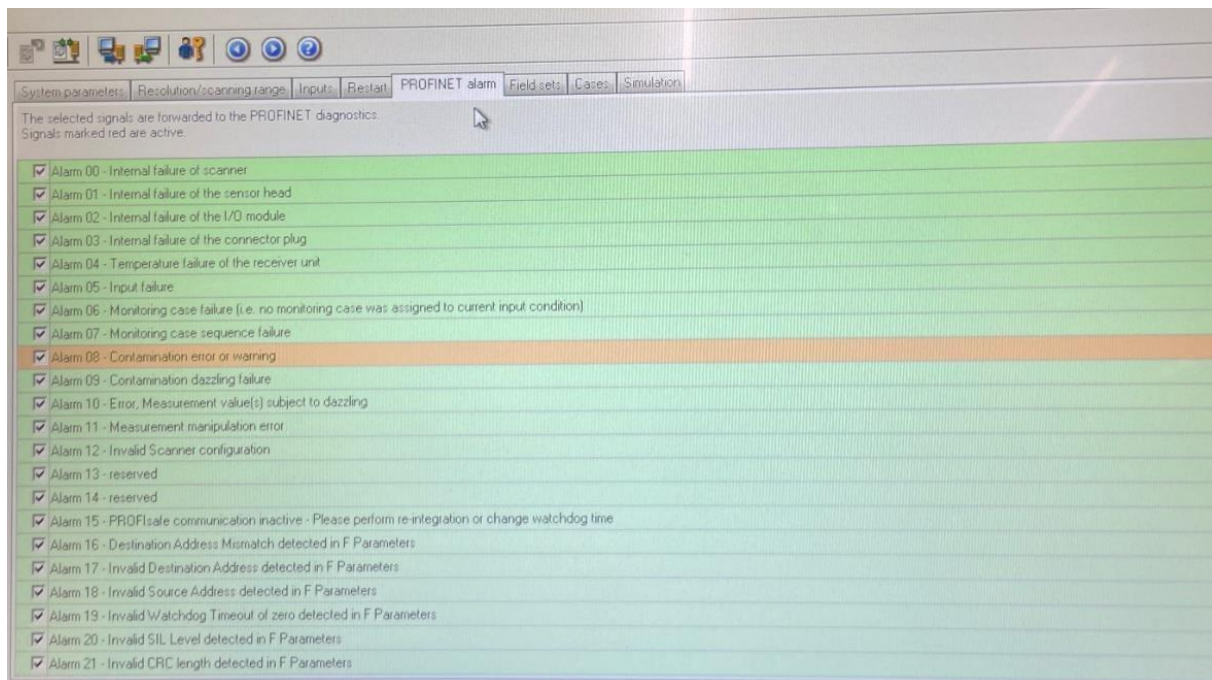 System parameters Resolution/scanning range Inputs Restart PROFINET alarm Field sets Cases Simulation
The selected signals are forwarded to the PROFINET diagnostics.
Signals marked red are active.
Alarm 00 - Internal failure of scanner
Alarm 01 - Internal failure of the sensor head
Alarm 02 - Internal failure of the I/O module
Alarm 03 - Internal failure of the connector plug
Alarm 04 - Temperature failure of the receiver unit
Alarm 05 - Input failure
Alarm 06 - Monitoring case failure (i.e. no monitoring case was assigned to current input condition)
Alarm 07 - Monitoring case sequence failure
Alarm 08 - Contamination error or warning
Alarm 09 - Contamination dazzling failure
Alarm 10 - Error, Measurement value(s) subject to dazzling
Alarm 11 - Measurement manipulation error
Alarm 12 - Invalid Scanner configuration
Alarm 13 - reserved
Alarm 14 - reserved
Alarm 15 - PROFIsafe communication inactive - Please perform re-integration or change watchdog time
Alarm 16 - Destination Address Mismatch detected in F Parameters
Alarm 17 - Invalid Destination Address detected in F Parameters
Alarm 18 - Invalid Source Address detected in F Parameters
Alarm 19 - Invalid Watchdog Timeout of zero detected in F Parameters
Alarm 20 - Invalid SIL Level detected in F Parameters
Alarm 21 - Invalid CRC length detected in F Parameters